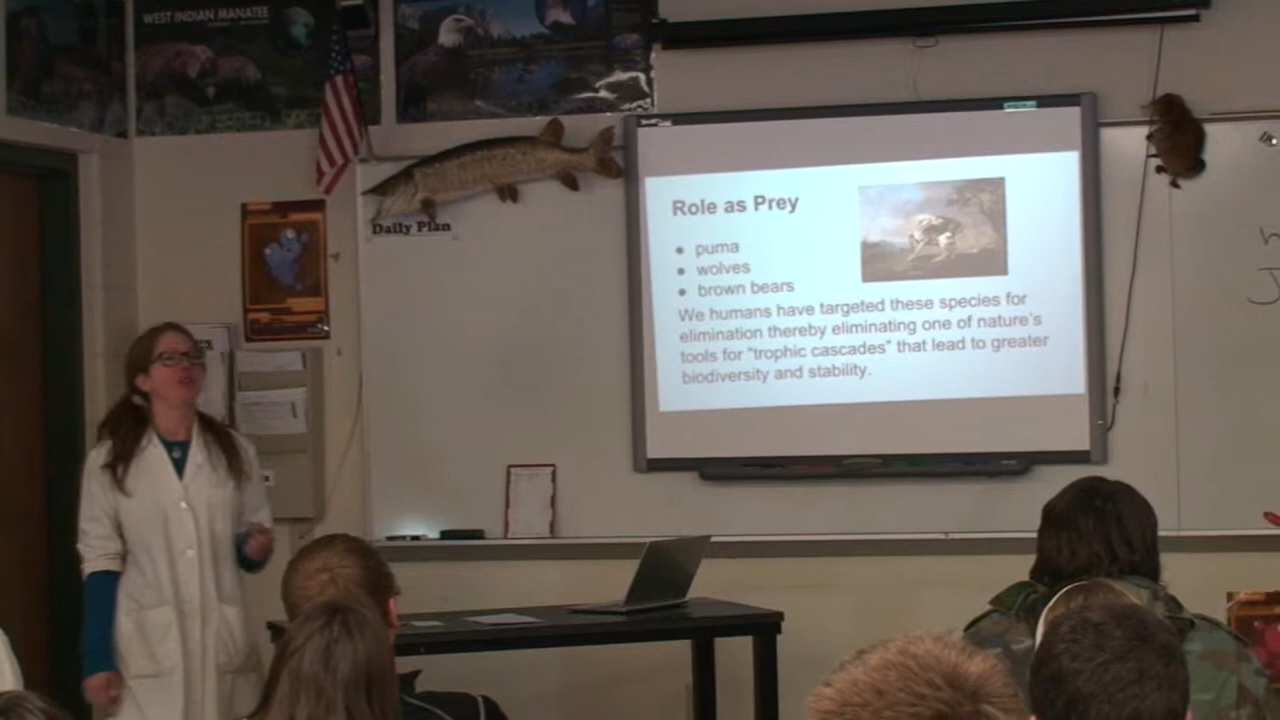 WEST INDIAN MANATEE
Daily Plan
Role as Prey
● puma
● wolves
● brown bears
We humans have targeted these species for
elimination thereby eliminating one of nature's
tools for "trophic cascades" that lead to greater
biodiversity and stability.